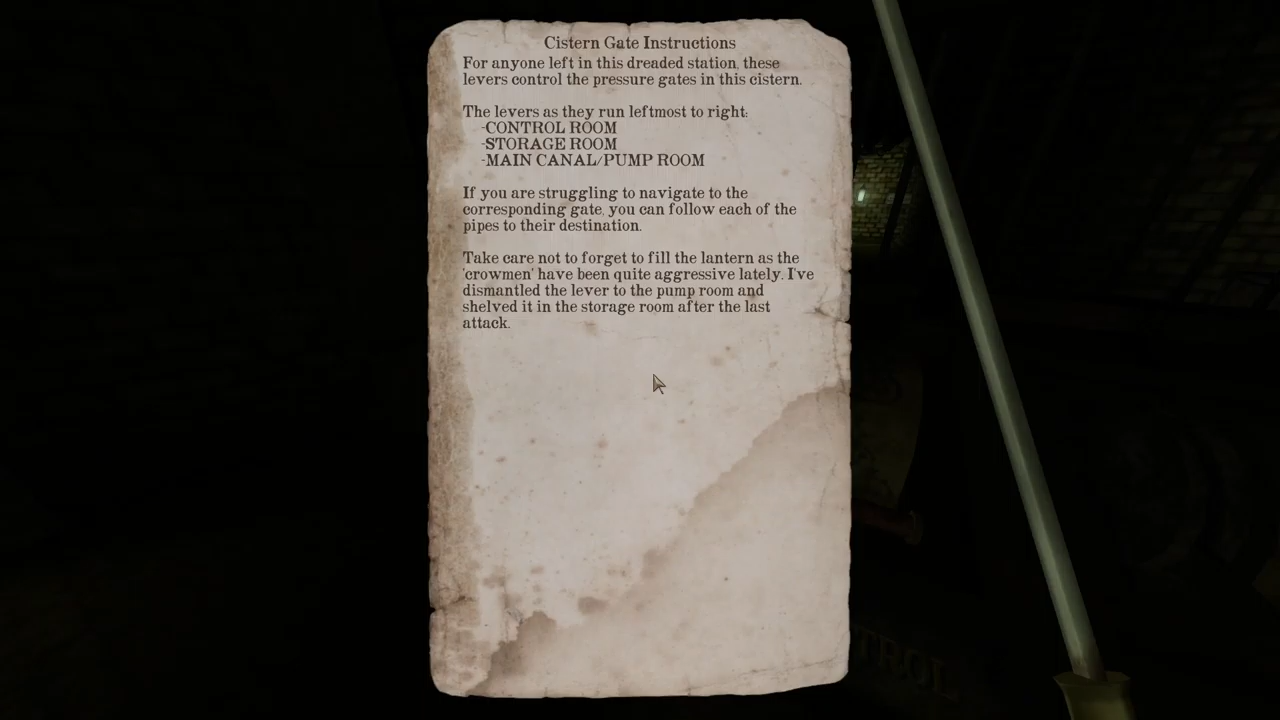 Cistern Gate Instructions
For anyone left in this dreaded station, these
levers control the pressure gates in this cistern.
The levers as they run leftmost to right:
-CONTROL ROOM
-STORAGE ROOM
-MAIN CANAL/PUMP ROOM
If you are struggling to navigate to the
corresponding gate, you can follow each of the
pipes to their destination.
Take care not to forget to fill the lantern as the
'crowmen' have been quite aggressive lately. I've
dismantled the lever to the pump room and
shelved it in the storage room after the last
attack.
TROL